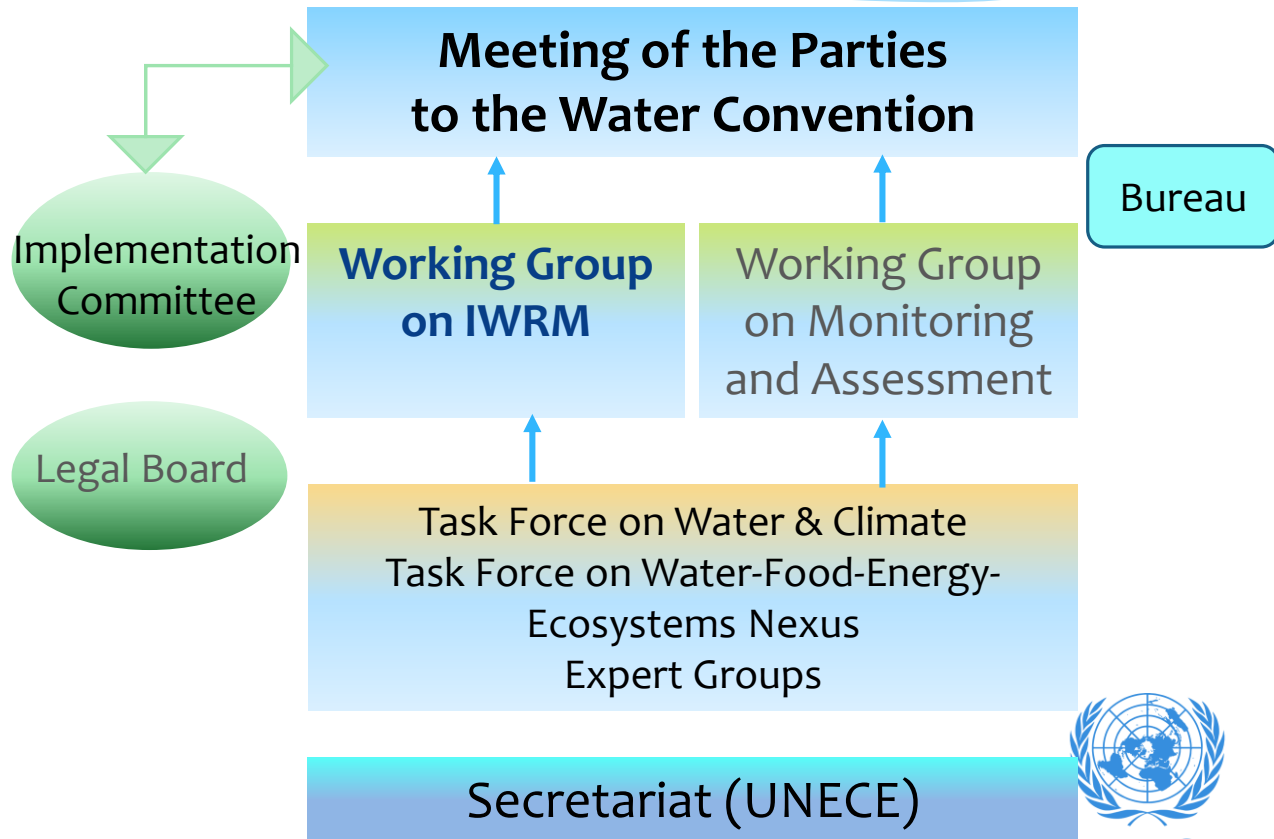 Meeting of the Parties
to the Water Convention
Bureau
Implementation
Committee
Working Group
on IWRM
Working Group
on Monitoring
and Assessment
Legal Board
Task Force on Water & Climate
Task Force on Water-Food-Energy-
Ecosystems Nexus
Expert Groups
Secretariat (UNECE)